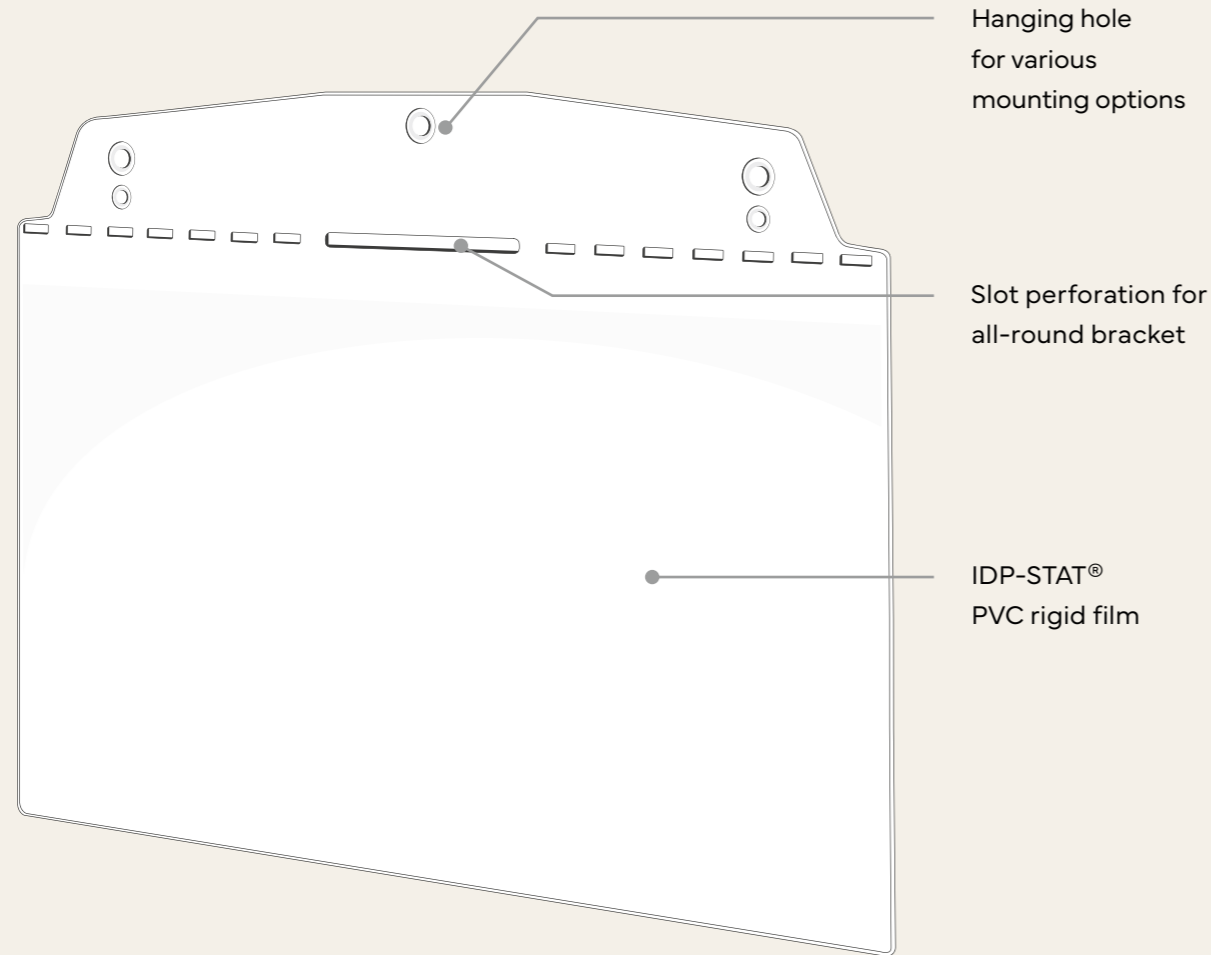 Hanging hole
for various
mounting options
Slot perforation for
all-round bracket
IDP-STAT®
PVC rigid film